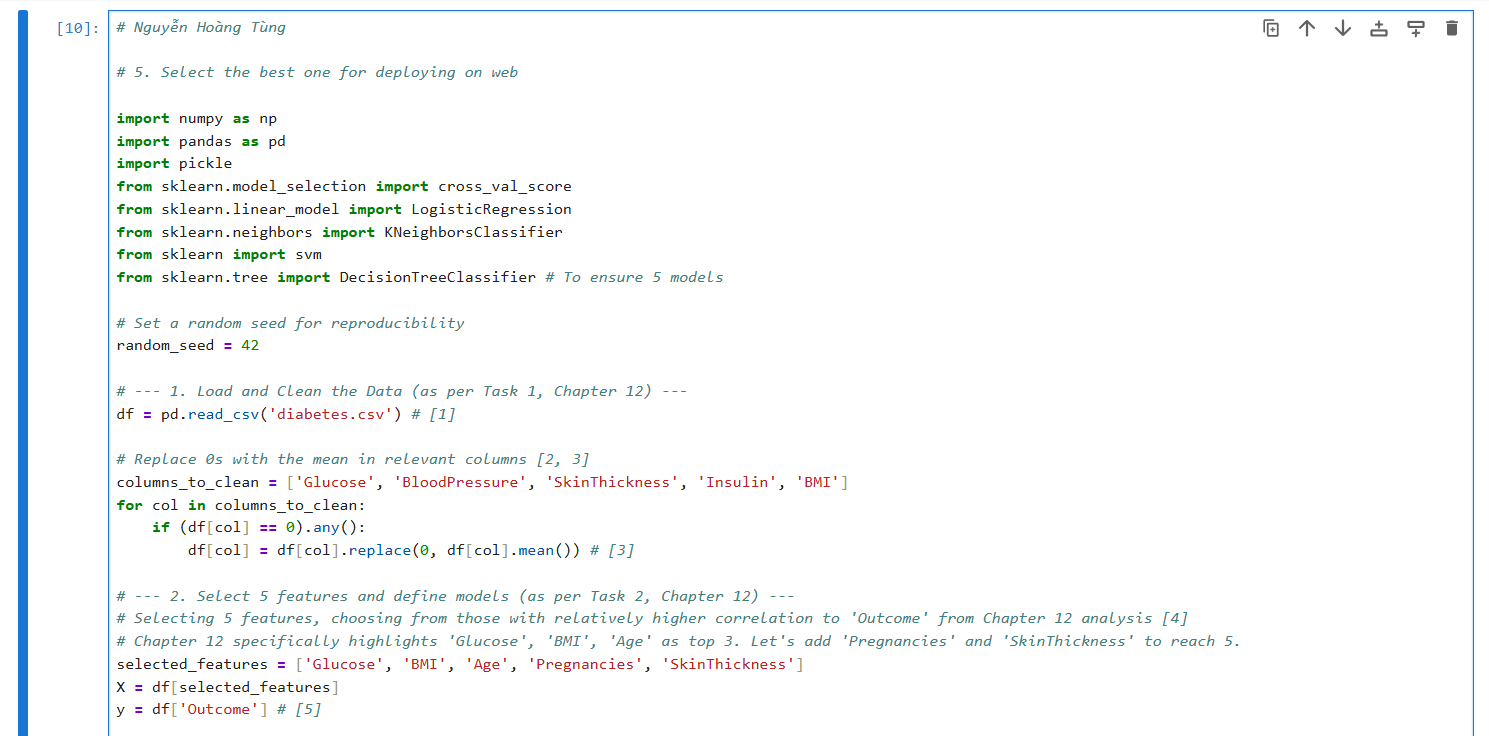 [10]:
# Nguyễn Hoàng Tùng
# 5. Select the best one for deploying on web
import numpy as np
import pandas as pd
import pickle
from sklearn.model_selection import cross_val_score
from sklearn.linear_model import LogisticRegression
from sklearn.neighbors import KNeighborsClassifier
from sklearn import svm
from sklearn.tree import DecisionTreeClassifier # To ensure 5 models
# Set a random seed for reproducibility
random_seed = 42
# --- 1. Load and Clean the Data (as per Task 1, Chapter 12) ---
df = pd.read_csv('diabetes.csv') # [1]
# Replace 0s with the mean in relevant columns [2, 3]
columns_to_clean = ['Glucose', 'BloodPressure', 'SkinThickness', 'Insulin', 'BMI']
for col in columns_to_clean:
    if (df[col] == 0).any():
        df[col] = df[col].replace(0, df[col].mean()) # [3]
# --- 2. Select 5 features and define models (as per Task 2, Chapter 12) ---
# Selecting 5 features, choosing from those with relatively higher correlation to 'Outcome' from Chapter 12 analysis [4]
# Chapter 12 specifically highlights 'Glucose', 'BMI', 'Age' as top 3. Let's add 'Pregnancies' and 'SkinThickness' to reach 5.
selected_features = ['Glucose', 'BMI', 'Age', 'Pregnancies', 'SkinThickness']
X = df[selected_features]
y = df['Outcome'] # [5]